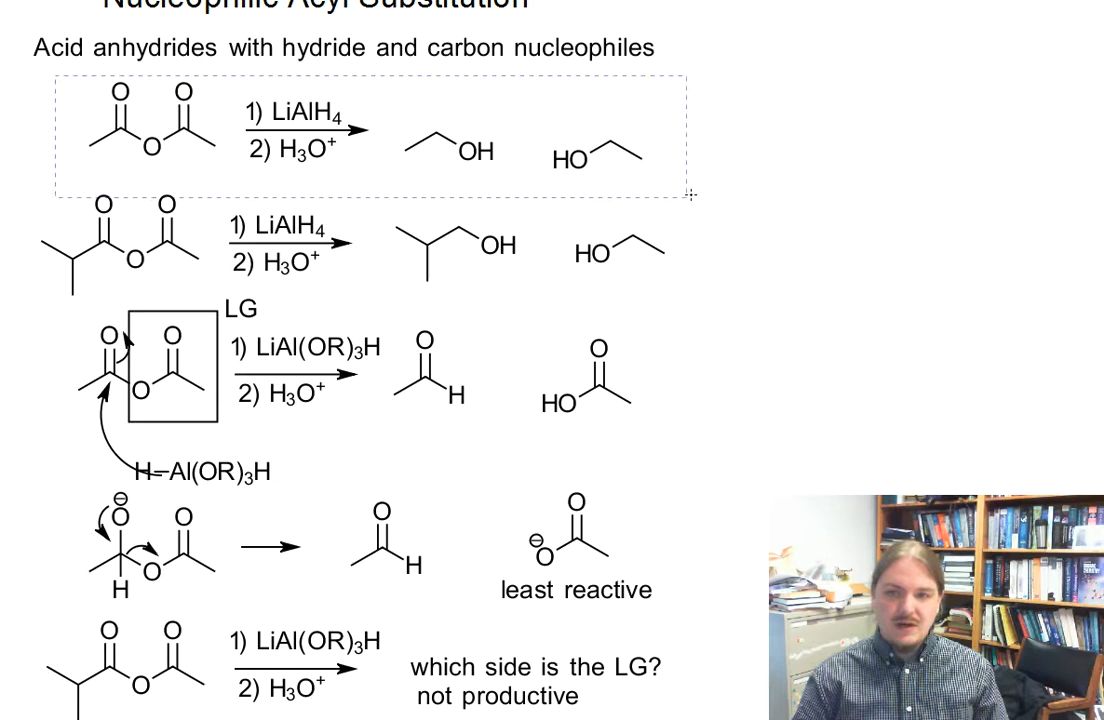 Nucleophilic Acyl Substitution
Acid anhydrides with hydride and carbon nucleophiles
O O
1) LiAlH4
O
2) H3O+
OH
HO
O O
1) LiAlH4
O
2) H3O+
OH
HO
LG
O O
1) LiAl(OR)3H
O
2) H3O+
O
H
O
HO
H–Al(OR)3H
⊖
O O
O
H
O
H
O
⊖
O
least reactive
O O
1) LiAl(OR)3H
O
2) H3O+
which side is the LG?
not productive